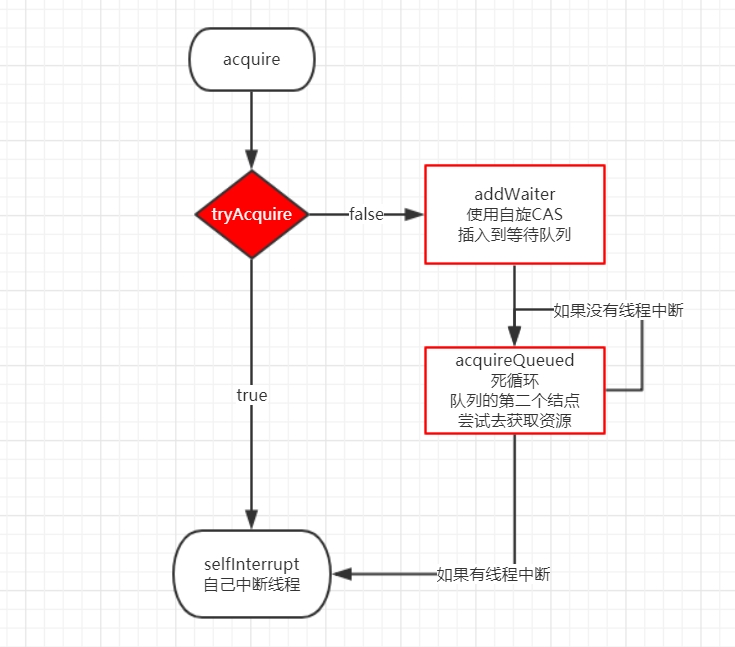 acquire
tryAcquire
false
addWaiter
使用自旋CAS
插入到等待队列
如果没有线程中断
acquireQueued
死循环
队列的第二个结点
尝试去获取资源
true
selfInterrupt
自己中断线程
如果有线程中断